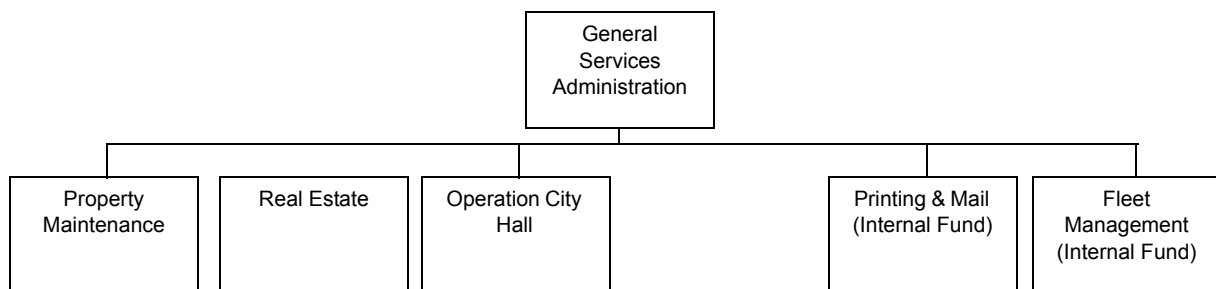 General
Services
Administration
Property
Maintenance
Real Estate
Operation City
Hall
Printing & Mail
(Internal Fund)
Fleet
Management
(Internal Fund)